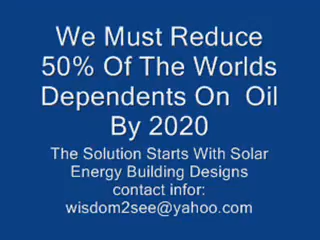 We Must Reduce
50% Of The Worlds
Dependents On  Oil
By 2020
The Solution Starts With Solar
Energy Building Designs
contact infor:
wisdom2see@yahoo.com